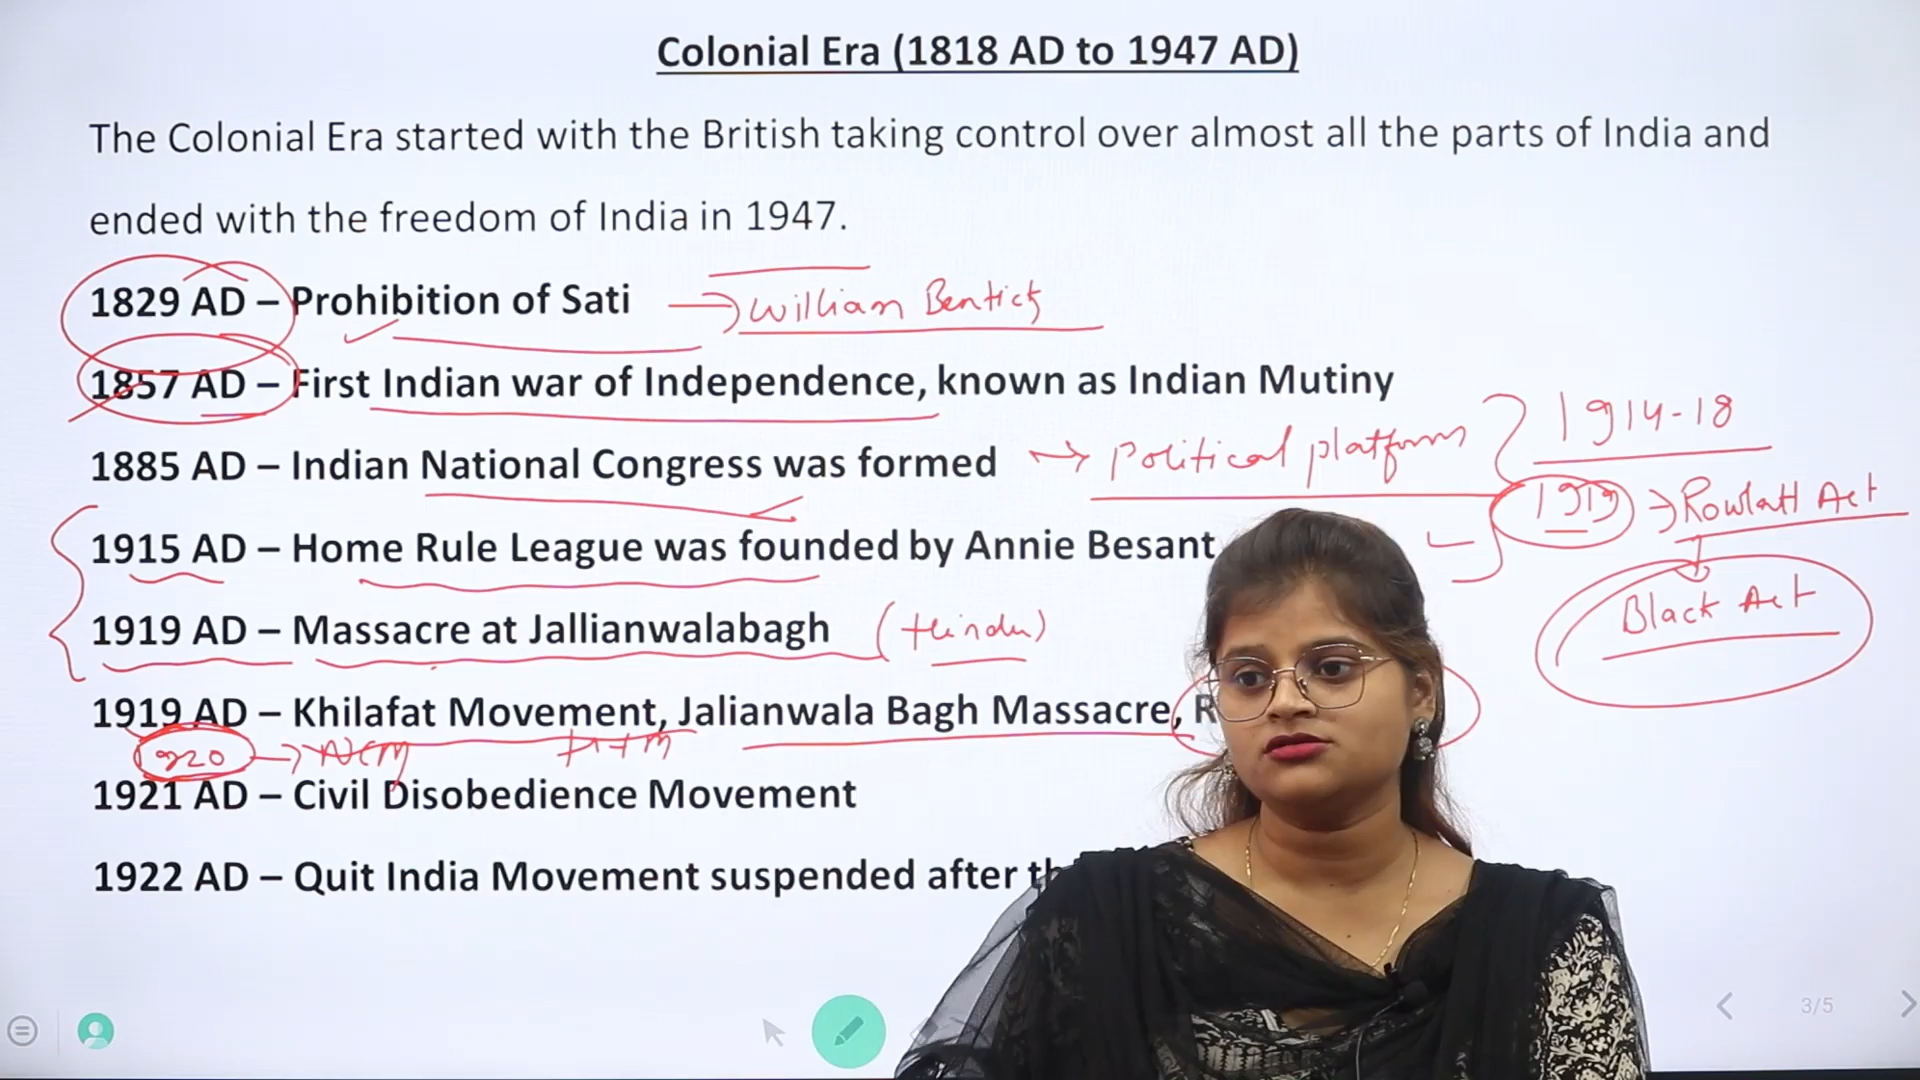 Colonial Era (1818 AD to 1947 AD)
The Colonial Era started with the British taking control over almost all the parts of India and
ended with the freedom of India in 1947.
1829 AD – Prohibition of Sati → William Bentick
1857 AD – First Indian war of Independence, known as Indian Mutiny
1914-18
1885 AD – Indian National Congress was formed → Political platform
1919 → Rowlatt Act
1915 AD – Home Rule League was founded by Annie Besant
Black Act
1919 AD – Massacre at Jallianwalabagh (Hindu)
1919 AD – Khilafat Movement, Jalianwala Bagh Massacre, R
920 → NCM H+M
1921 AD – Civil Disobedience Movement
1922 AD – Quit India Movement suspended after th
3/5